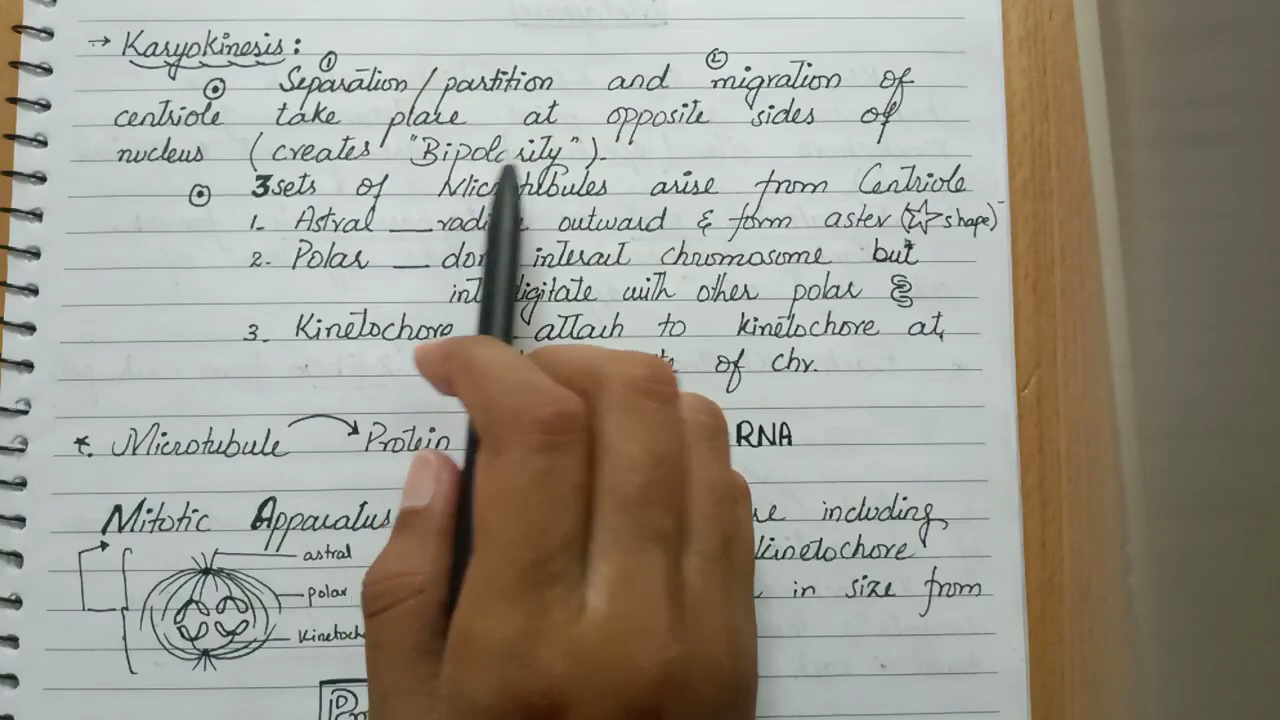 → Karyokinesis:
① ②
⊙ Separation/partition and migration of
centriole take place at opposite sides of
nucleus (creates "Bipolarity").
⊙ 3 sets of Microtubules arise from Centriole
1. Astral — outward & form aster (☆ shape)
2. Polar — interact chromosome but
with other polar
3. Kinetochore attach to kinetochore at
of chr.
*. Microtubule → Protein RNA
Mitotic Apparatus including
kinetochore
in size from
astral
polar